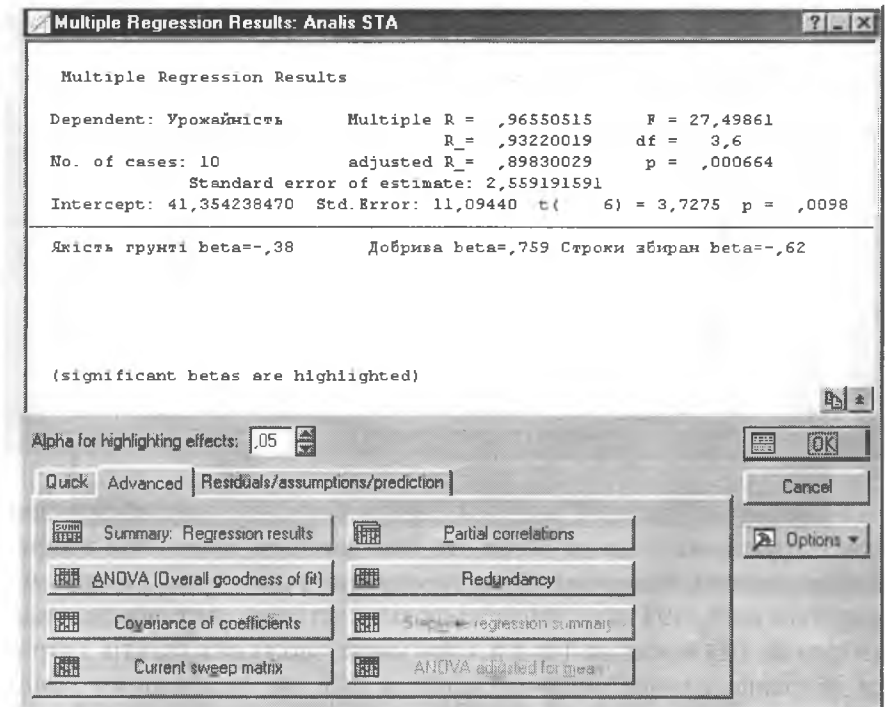 Multiple Regression Results: Analis STA
Multiple Regression Results
Dependent: Урожайність Multiple R = ,96550515 F = 27,49861
R_= ,93220019 df = 3,6
No. of cases: 10 adjusted R_= ,89830029 p = ,000664
Standard error of estimate: 2,559191591
Intercept: 41,354238470 Std.Error: 11,09440 t( 6) = 3,7275 p = ,0098
Якість грунті beta=-,38 Добрива beta=,759 Строки збиран beta=-,62
(significant betas are highlighted)
Alpha for highlighting effects: ,05
OK
Quick Advanced Residuals/assumptions/prediction
Cancel
Summary: Regression results Partial correlations
Options
ANOVA (Overall goodness of fit) Redundancy
Covariance of coefficients regression summary
Current sweep matrix ANOVA adjusted for mean